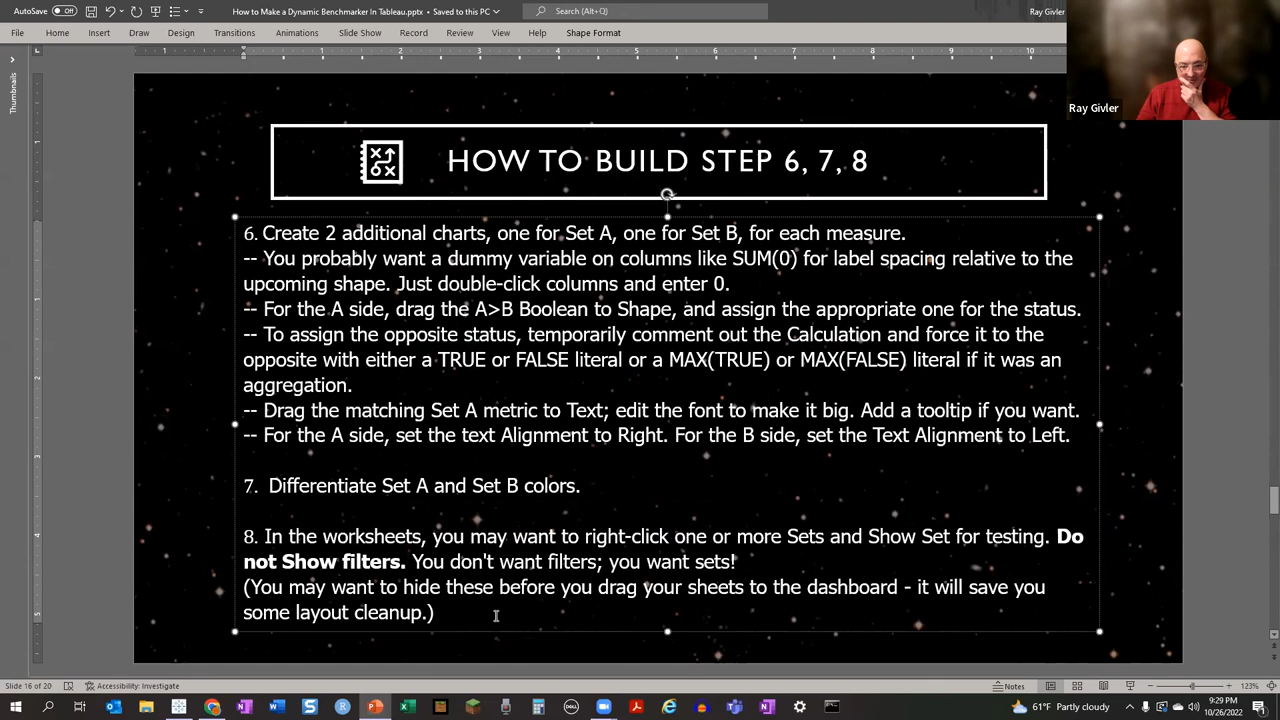 AutoSave Off How to Make a Dynamic Benchmarker in Tableau.pptx • Saved to this PC Search (Alt+Q) Ray Givler
File Home Insert Draw Design Transitions Animations Slide Show Record Review View Help Shape Format
Ray Givler
Thumbnails
HOW TO BUILD STEP 6, 7, 8
6. Create 2 additional charts, one for Set A, one for Set B, for each measure.
-- You probably want a dummy variable on columns like SUM(0) for label spacing relative to the
upcoming shape. Just double-click columns and enter 0.
-- For the A side, drag the A>B Boolean to Shape, and assign the appropriate one for the status.
-- To assign the opposite status, temporarily comment out the Calculation and force it to the
opposite with either a TRUE or FALSE literal or a MAX(TRUE) or MAX(FALSE) literal if it was an
aggregation.
-- Drag the matching Set A metric to Text; edit the font to make it big. Add a tooltip if you want.
-- For the A side, set the text Alignment to Right. For the B side, set the Text Alignment to Left.
7. Differentiate Set A and Set B colors.
8. In the worksheets, you may want to right-click one or more Sets and Show Set for testing. Do
not Show filters. You don't want filters; you want sets!
(You may want to hide these before you drag your sheets to the dashboard - it will save you
some layout cleanup.)
Slide 16 of 20 Accessibility: Investigate Notes 123%
61°F Partly cloudy 9:29 PM
10/26/2022